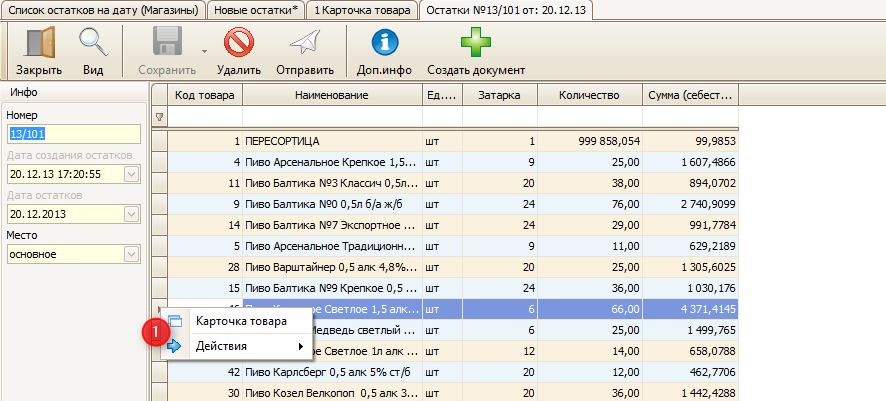 Список остатков на дату (Магазины) Новые остатки* 1 Карточка товара Остатки №13/101 от: 20.12.13
Закрыть Вид Сохранить Удалить Отправить Доп.инфо Создать документ
Инфо
Номер
13/101
Дата создания остатков
20.12.13 17:20:55
Дата остатков
20.12.2013
Место
основное
Код товара Наименование Ед.... Затарка Количество Сумма (себест...
1 ПЕРЕСОРТИЦА шт 1 999 858,054 99,9853
4 Пиво Арсенальное Крепкое 1,5... шт 9 25,00 1 607,4866
11 Пиво Балтика №3 Классич 0,5л... шт 20 38,00 894,0702
9 Пиво Балтика №0 0,5л б/а ж/б шт 24 76,00 2 740,9099
14 Пиво Балтика №7 Экспортное ... шт 24 29,00 991,7784
5 Пиво Арсенальное Традиционн... шт 9 11,00 629,2189
28 Пиво Варштайнер 0,5 алк 4,8%... шт 20 25,00 1 305,6025
15 Пиво Балтика №9 Крепкое 0,5 ... шт 24 36,00 1 030,176
Светлое 1,5 алк... шт 6 66,00 4 371,4145
Медведь светлый ... шт 6 25,00 1 499,765
ое Светлое 1л алк ... шт 12 14,00 658,0788
42 Пиво Карлсберг 0,5 алк 5% ст/б шт 20 12,00 462,7706
30 Пиво Козел Велкопоп 0,5 алк 3... шт 20 36,00 1 442,4288
1
Карточка товара
Действия